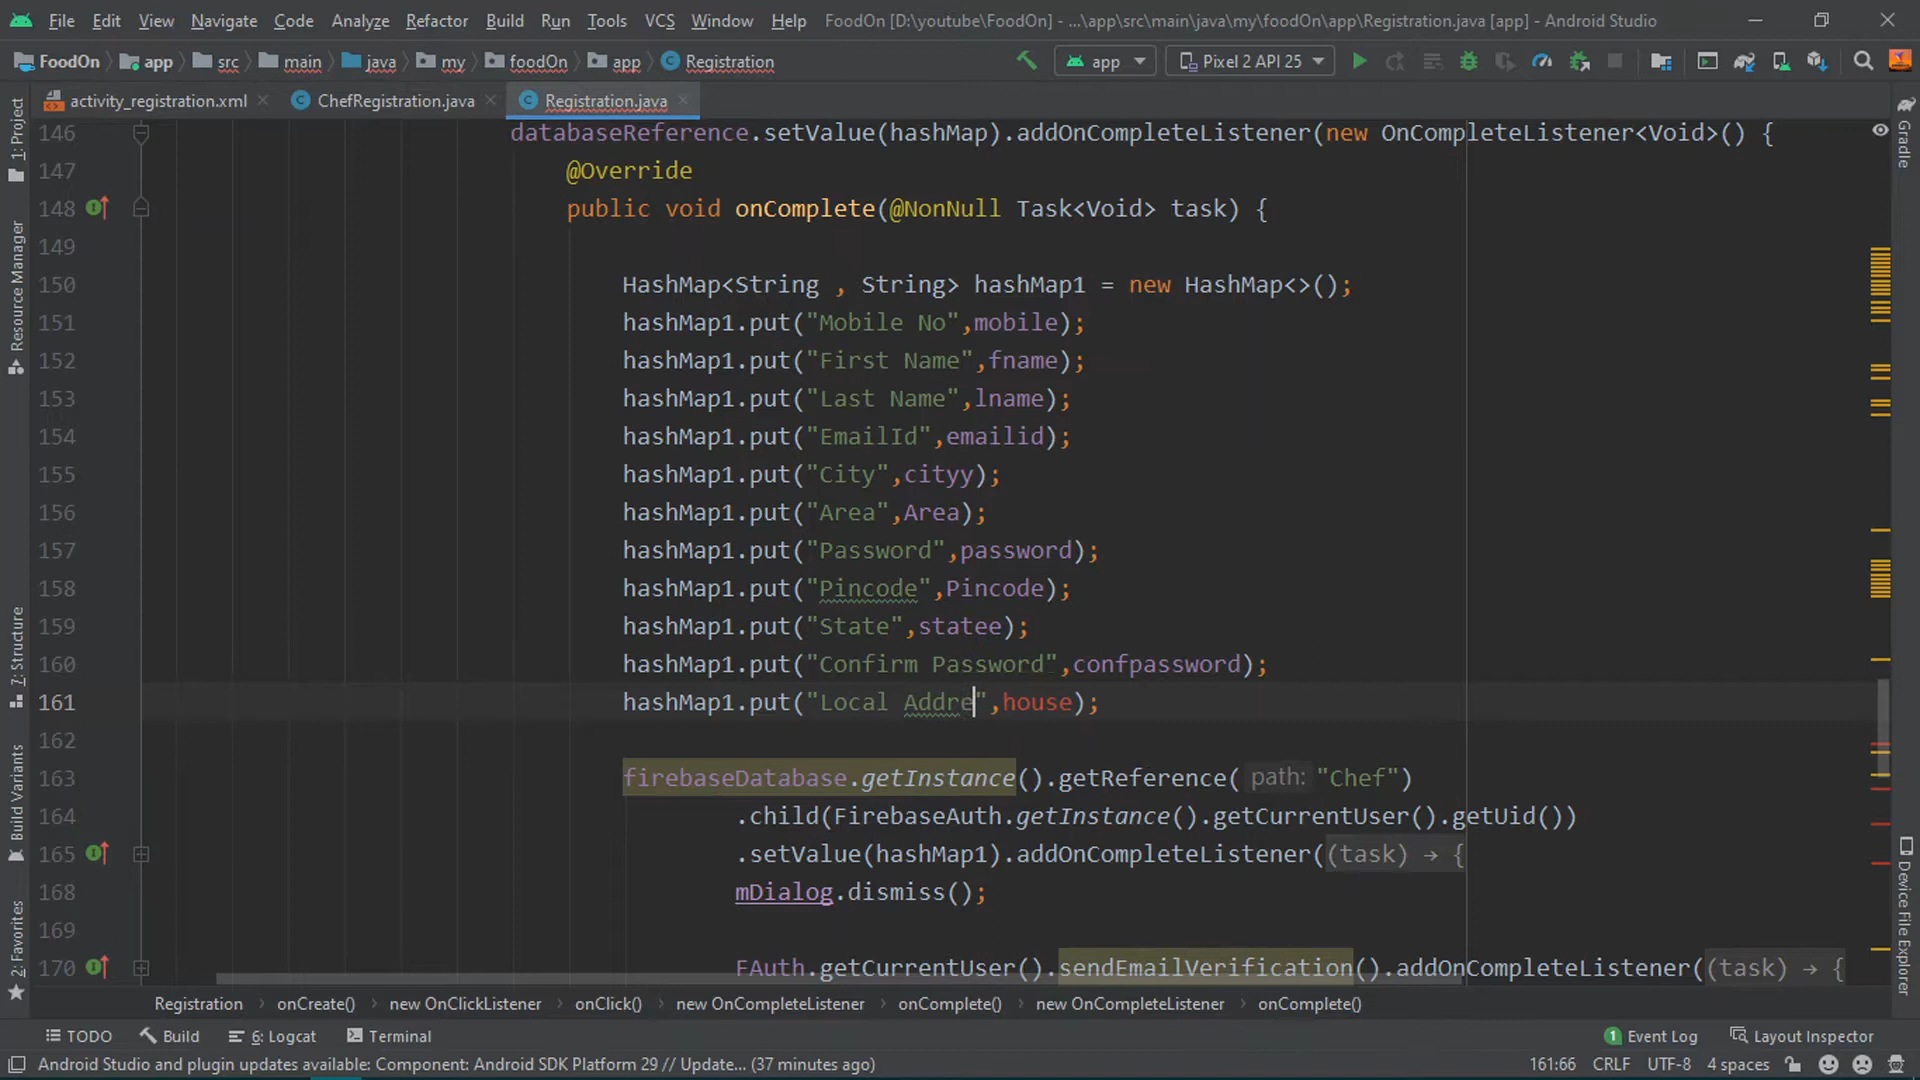 File Edit View Navigate Code Analyze Refactor Build Run Tools VCS Window Help FoodOn [D:\youtube\FoodOn] - ...\app\src\main\java\my\foodOn\app\Registration.java [app] - Android Studio
FoodOn app src main java my foodOn app Registration app Pixel 2 API 25
activity_registration.xml ChefRegistration.java Registration.java
1: Project
Resource Manager
7: Structure
Build Variants
2: Favorites
146 databaseReference.setValue(hashMap).addOnCompleteListener(new OnCompleteListener<Void>() {
147 @Override
148 public void onComplete(@NonNull Task<Void> task) {
149
150 HashMap<String , String> hashMap1 = new HashMap<>();
151 hashMap1.put("Mobile No",mobile);
152 hashMap1.put("First Name",fname);
153 hashMap1.put("Last Name",lname);
154 hashMap1.put("EmailId",emailid);
155 hashMap1.put("City",cityy);
156 hashMap1.put("Area",Area);
157 hashMap1.put("Password",password);
158 hashMap1.put("Pincode",Pincode);
159 hashMap1.put("State",statee);
160 hashMap1.put("Confirm Password",confpassword);
161 hashMap1.put("Local Addre",house);
162
163 firebaseDatabase.getInstance().getReference( path: "Chef")
164 .child(FirebaseAuth.getInstance().getCurrentUser().getUid())
165 .setValue(hashMap1).addOnCompleteListener((task) → {
168 mDialog.dismiss();
169
170 FAuth.getCurrentUser().sendEmailVerification().addOnCompleteListener((task) → {
Gradle
Device File Explorer
Registration onCreate() new OnClickListener onClick() new OnCompleteListener onComplete() new OnCompleteListener onComplete()
TODO Build 6: Logcat Terminal 1 Event Log Layout Inspector
Android Studio and plugin updates available: Component: Android SDK Platform 29 // Update... (37 minutes ago) 161:66 CRLF UTF-8 4 spaces